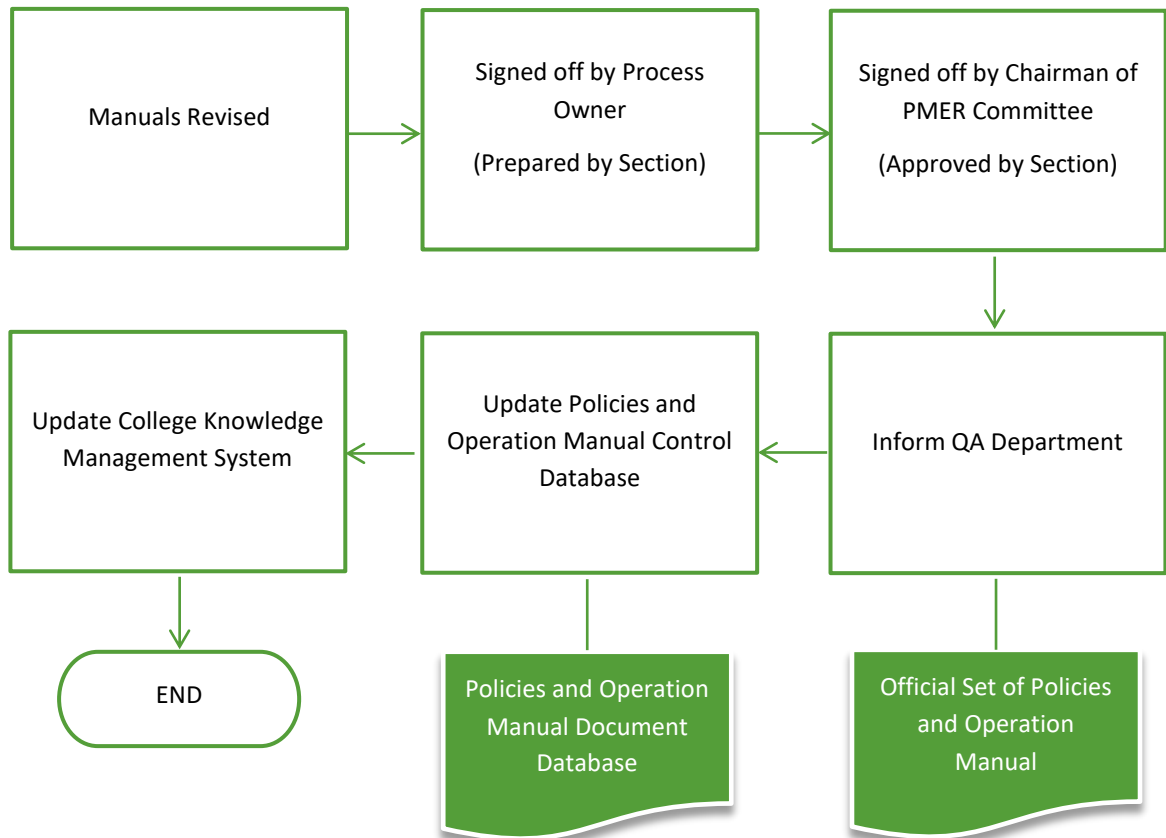 Manuals Revised
Signed off by Process
Owner
(Prepared by Section)
Signed off by Chairman of
PMER Committee
(Approved by Section)
Inform QA Department
Update Policies and
Operation Manual Control
Database
Update College Knowledge
Management System
END
Policies and Operation
Manual Document
Database
Official Set of Policies
and Operation
Manual